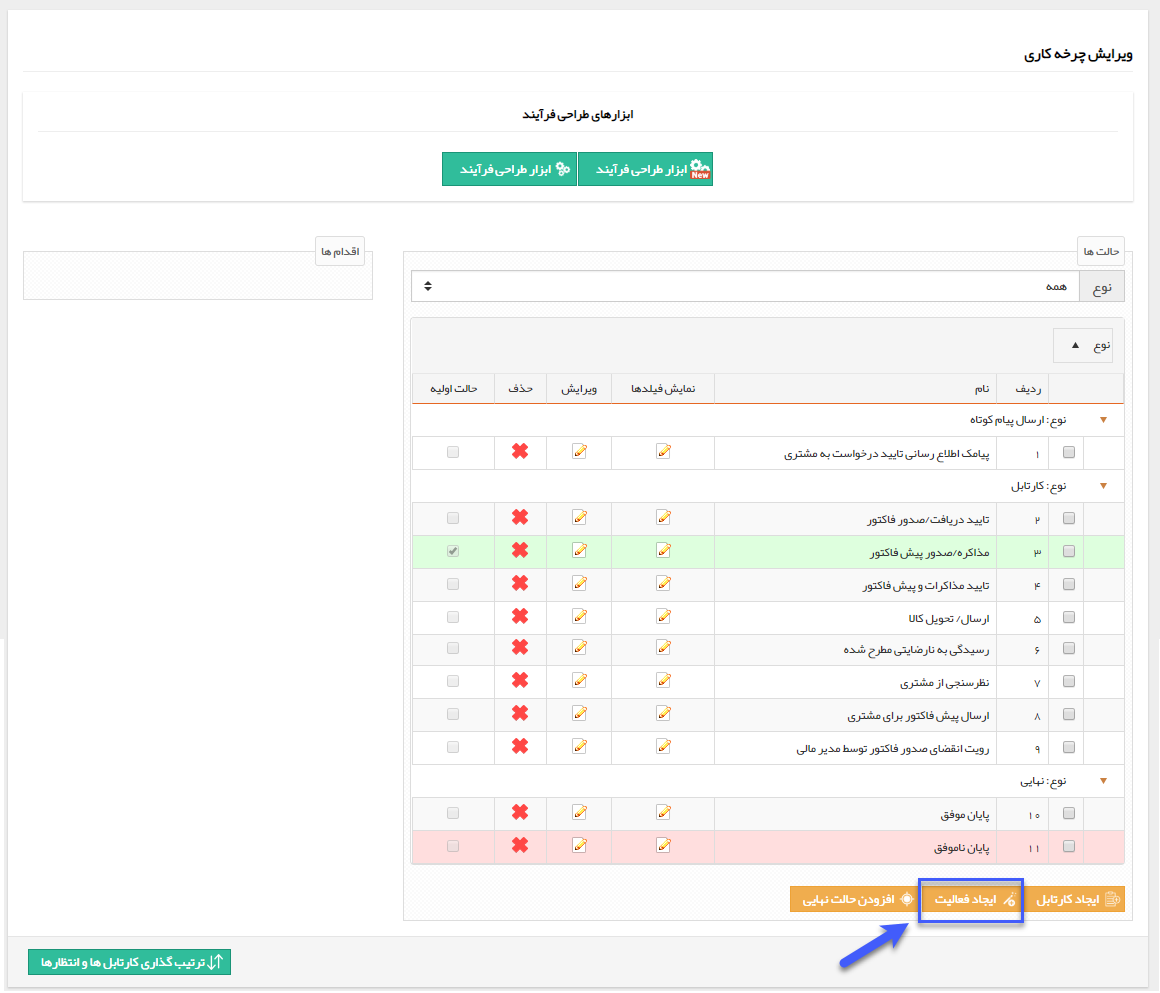 ویرایش چرخه کاری
ابزارهای طراحی فرآیند
New ابزار طراحی فرآیند
ابزار طراحی فرآیند
حالت ها
نوع همه
نوع ▲
ردیف نام نمایش فیلدها ویرایش حذف حالت اولیه
نوع: ارسال پیام کوتاه
۱ پیامک اطلاع رسانی تایید درخواست به مشتری
نوع: کارتابل
۲ تایید دریافت/صدور فاکتور
۳ مذاکره/صدور پیش فاکتور
۴ تایید مذاکرات و پیش فاکتور
۵ ارسال/ تحویل کالا
۶ رسیدگی به نارضایتی مطرح شده
۷ نظرسنجی از مشتری
۸ ارسال پیش فاکتور برای مشتری
۹ رویت انقضای صدور فاکتور توسط مدیر مالی
نوع: نهایی
۱۰ پایان موفق
۱۱ پایان ناموفق
ایجاد کارتابل
ایجاد فعالیت
افزودن حالت نهایی
اقدام ها
ترتیب گذاری کارتابل ها و انتظارها